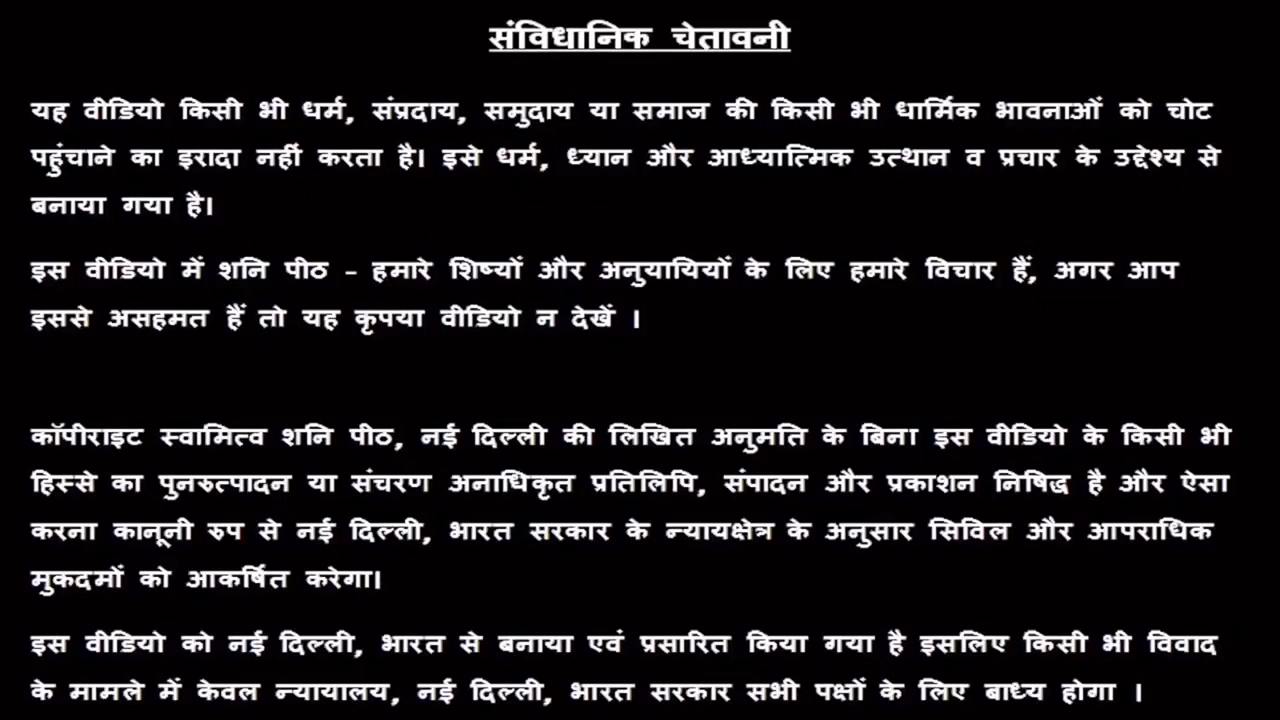 संविधानिक चेतावनी
यह वीडियो किसी भी धर्म, संप्रदाय, समुदाय या समाज की किसी भी धार्मिक भावनाओं को चोट
पहुंचाने का इरादा नहीं करता है। इसे धर्म, ध्यान और आध्यात्मिक उत्थान व प्रचार के उद्देश्य से
बनाया गया है।
इस वीडियो में शनि पीठ – हमारे शिष्यों और अनुयायियों के लिए हमारे विचार हैं, अगर आप
इससे असहमत हैं तो यह कृपया वीडियो न देखें ।
कॉपीराइट स्वामित्व शनि पीठ, नई दिल्ली की लिखित अनुमति के बिना इस वीडियो के किसी भी
हिस्से का पुनरुत्पादन या संचरण अनाधिकृत प्रतिलिपि, संपादन और प्रकाशन निषिद्ध है और ऐसा
करना कानूनी रुप से नई दिल्ली, भारत सरकार के न्यायक्षेत्र के अनुसार सिविल और आपराधिक
मुकदमों को आकर्षित करेगा।
इस वीडियो को नई दिल्ली, भारत से बनाया एवं प्रसारित किया गया है इसलिए किसी भी विवाद
के मामले में केवल न्यायालय, नई दिल्ली, भारत सरकार सभी पक्षों के लिए बाध्य होगा ।